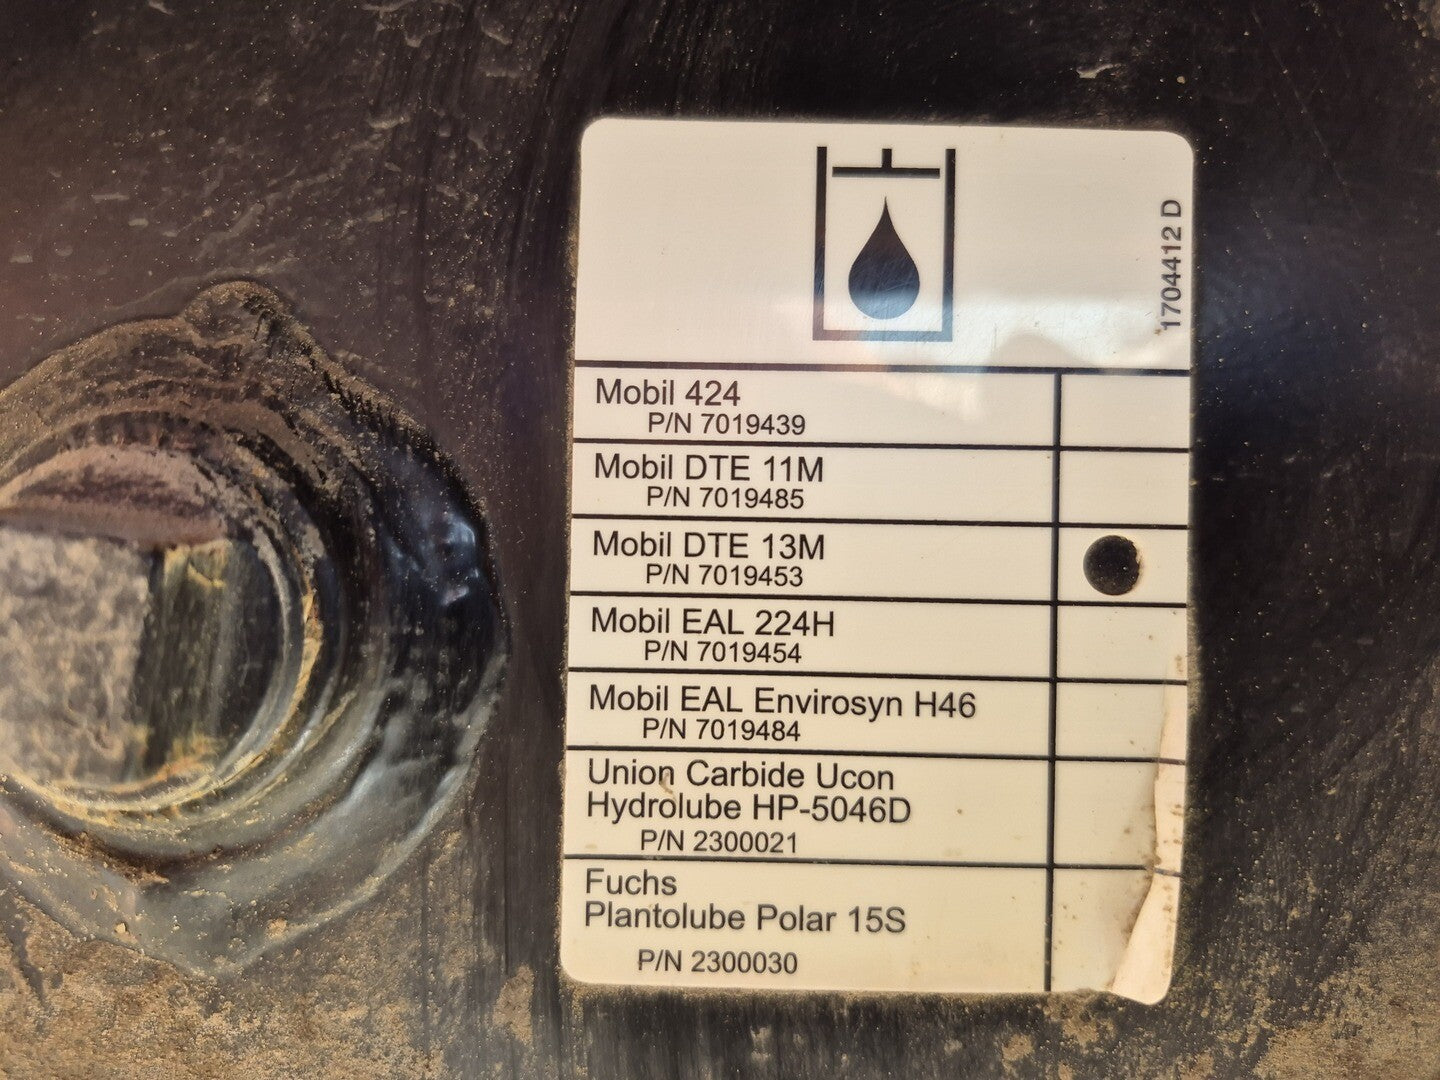 1704412 D
Mobil 424
P/N 7019439
Mobil DTE 11M
P/N 7019485
Mobil DTE 13M
P/N 7019453
Mobil EAL 224H
P/N 7019454
Mobil EAL Envirosyn H46
P/N 7019484
Union Carbide Ucon
Hydrolube HP-5046D
P/N 2300021
Fuchs
Plantolube Polar 15S
P/N 2300030